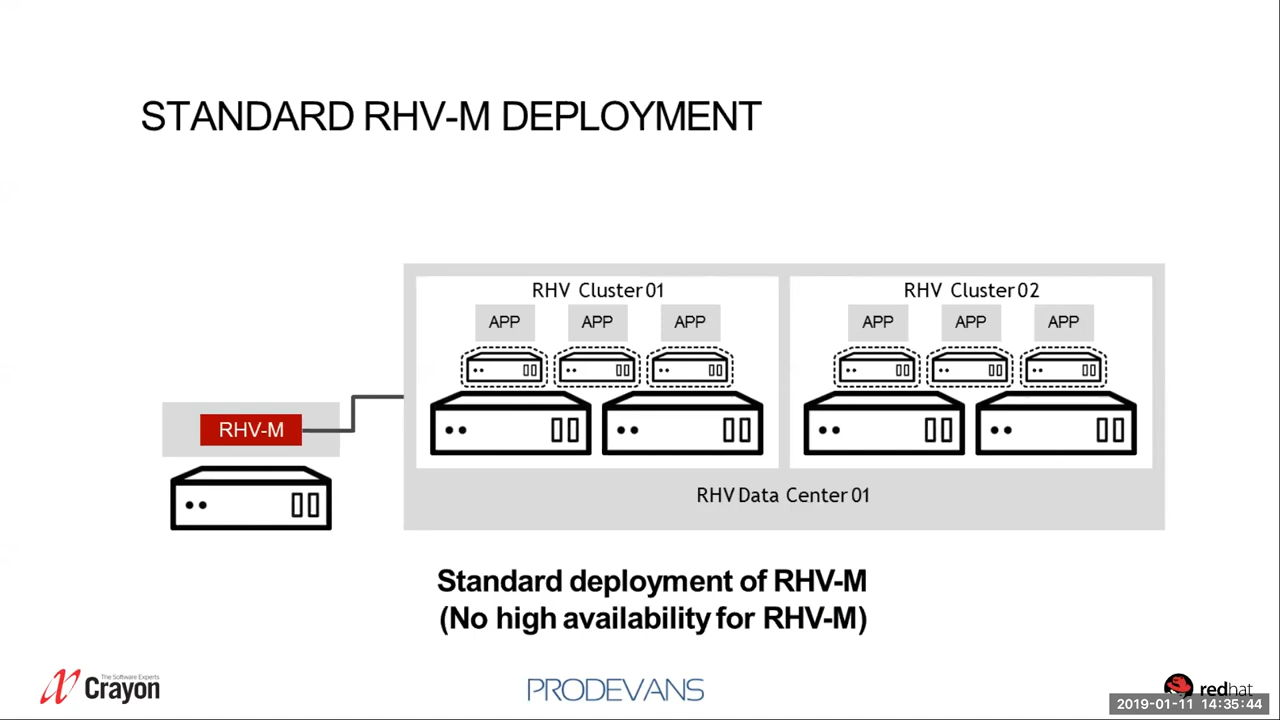 STANDARD RHV-M DEPLOYMENT
RHV Cluster 01
APP APP APP
RHV Cluster 02
APP APP APP
RHV-M
RHV Data Center 01
Standard deployment of RHV-M
(No high availability for RHV-M)
The Software Experts
Crayon
PRODEVANS
redhat
2019-01-11 14:35:44